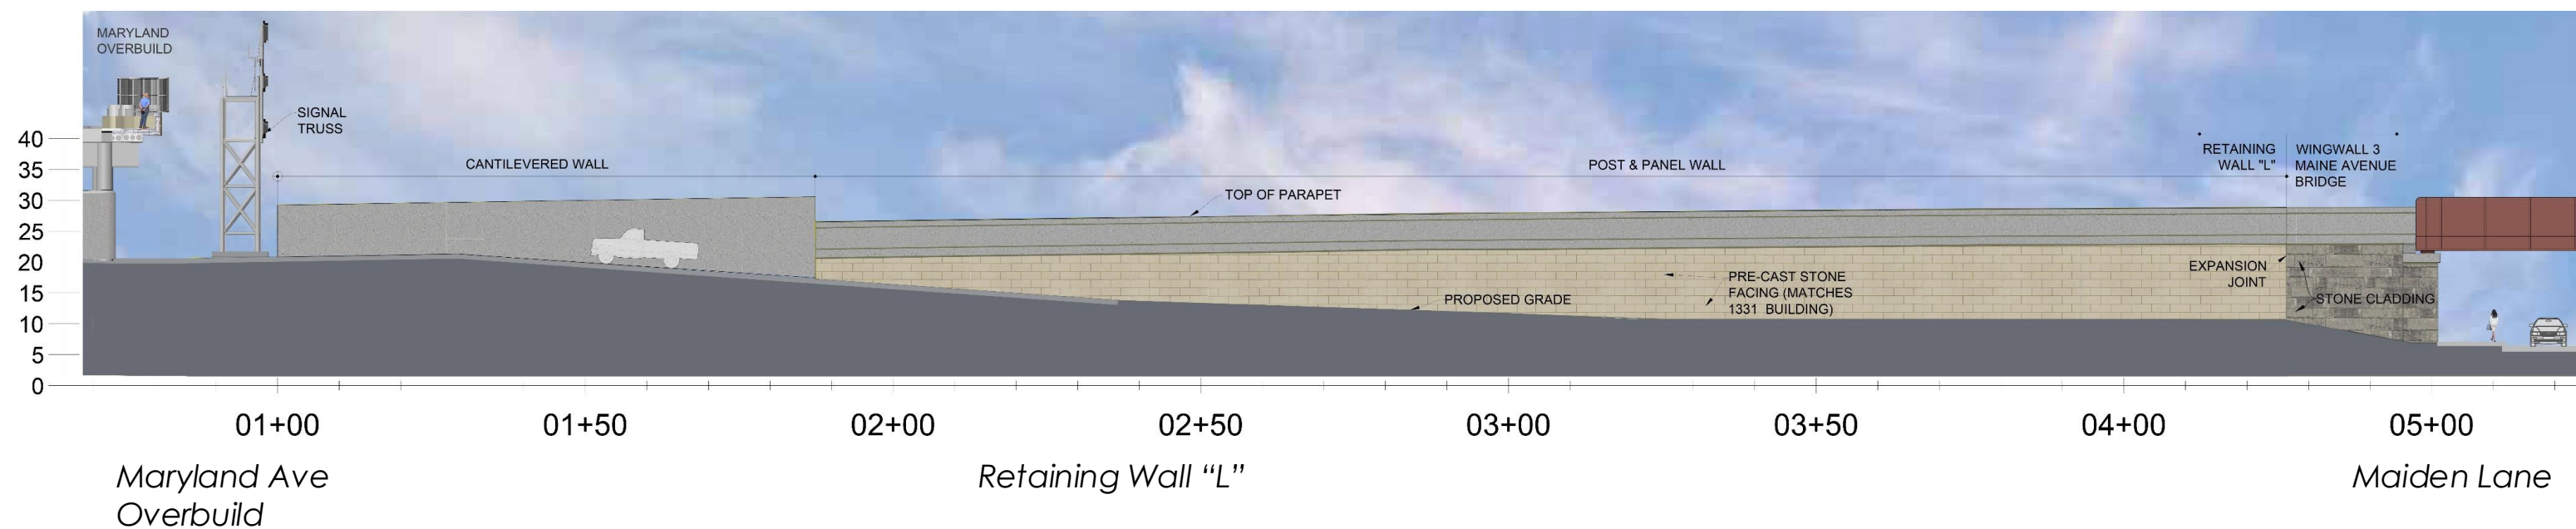 MARYLAND
OVERBUILD
SIGNAL
TRUSS
CANTILEVERED WALL
POST & PANEL WALL
RETAINING
WALL "L"
WINGWALL 3
MAINE AVENUE
BRIDGE
TOP OF PARAPET
PROPOSED GRADE
PRE-CAST STONE
FACING (MATCHES
1331 BUILDING)
EXPANSION
JOINT
STONE CLADDING
40
35
30
25
20
15
10
5
0
01+00
01+50
02+00
02+50
03+00
03+50
04+00
05+00
Maryland Ave
Overbuild
Retaining Wall “L”
Maiden Lane